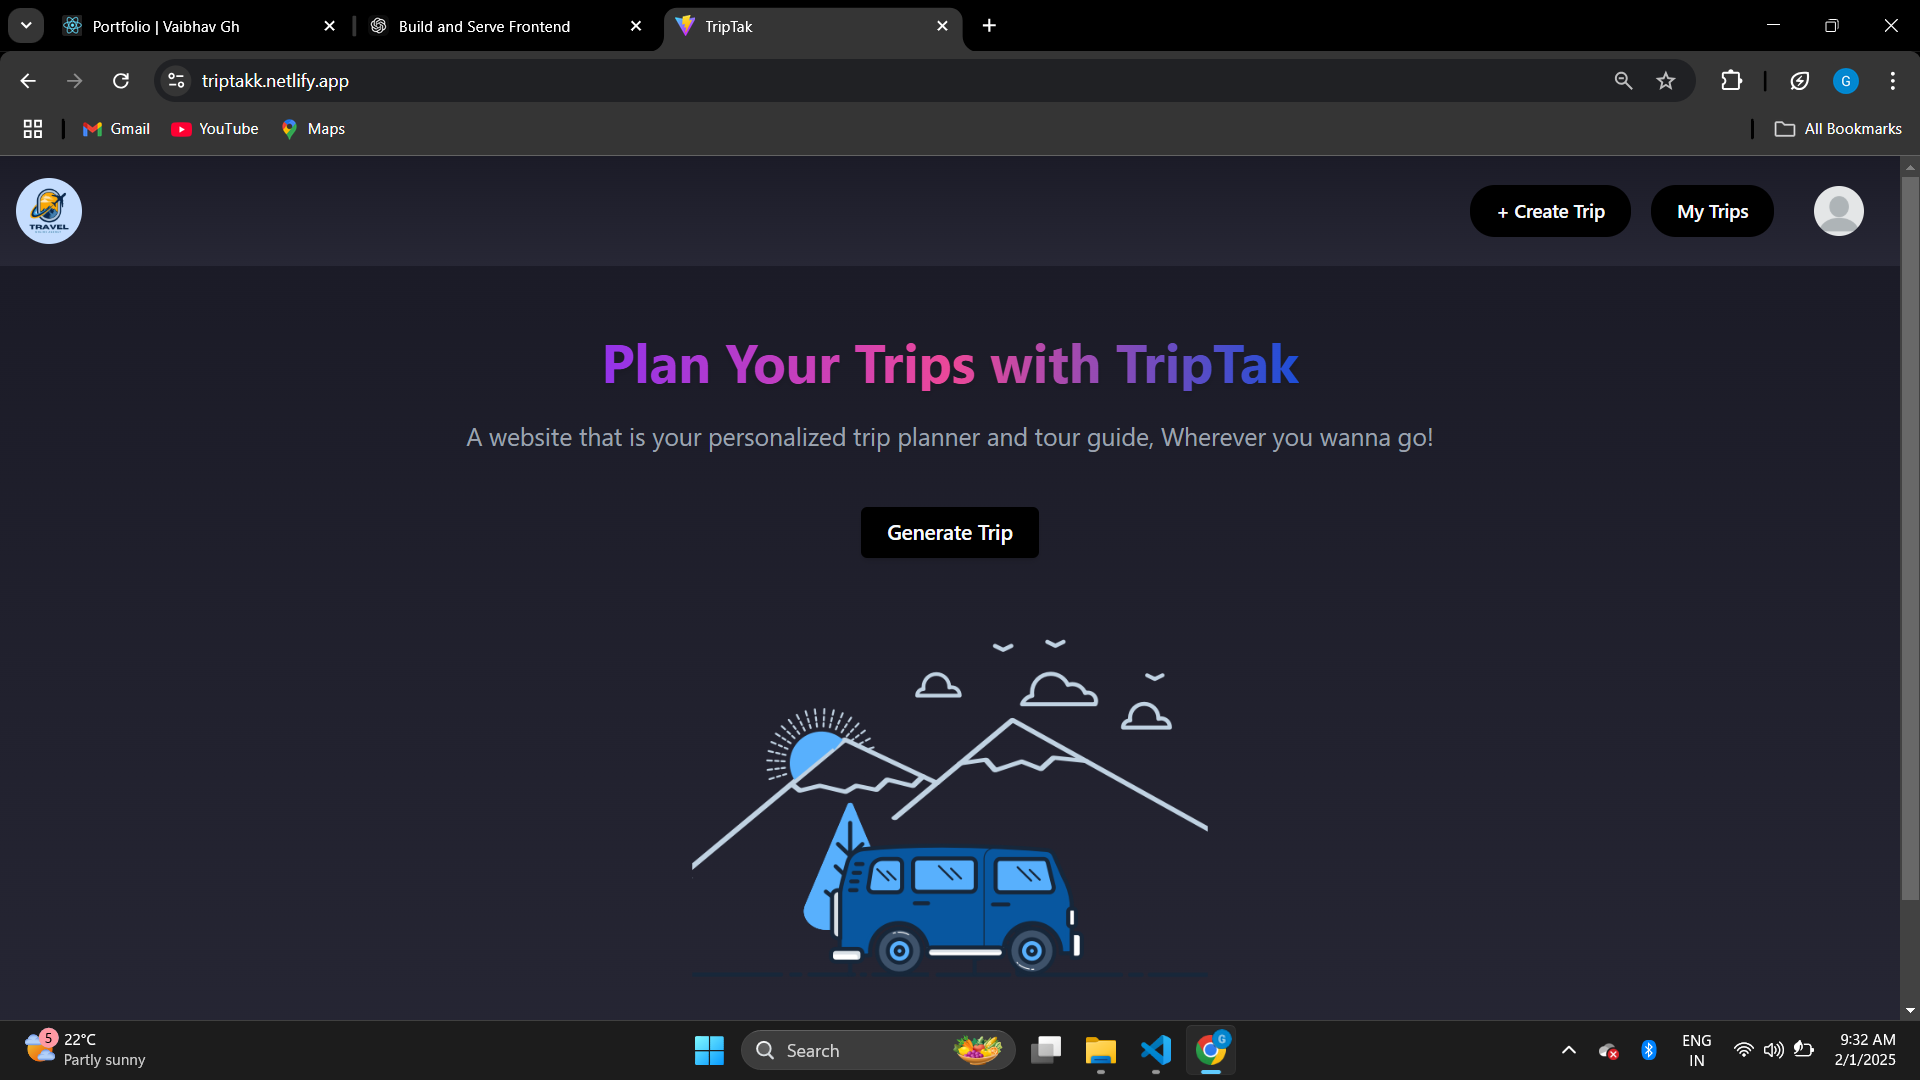 Portfolio | Vaibhav Gh
Build and Serve Frontend
TripTak
triptakk.netlify.app
G
Gmail
YouTube
Maps
All Bookmarks
TRAVEL
+ Create Trip
My Trips
Plan Your Trips with TripTak
A website that is your personalized trip planner and tour guide, Wherever you wanna go!
Generate Trip
5
22°C
Partly sunny
Search
G
ENG
IN
9:32 AM
2/1/2025